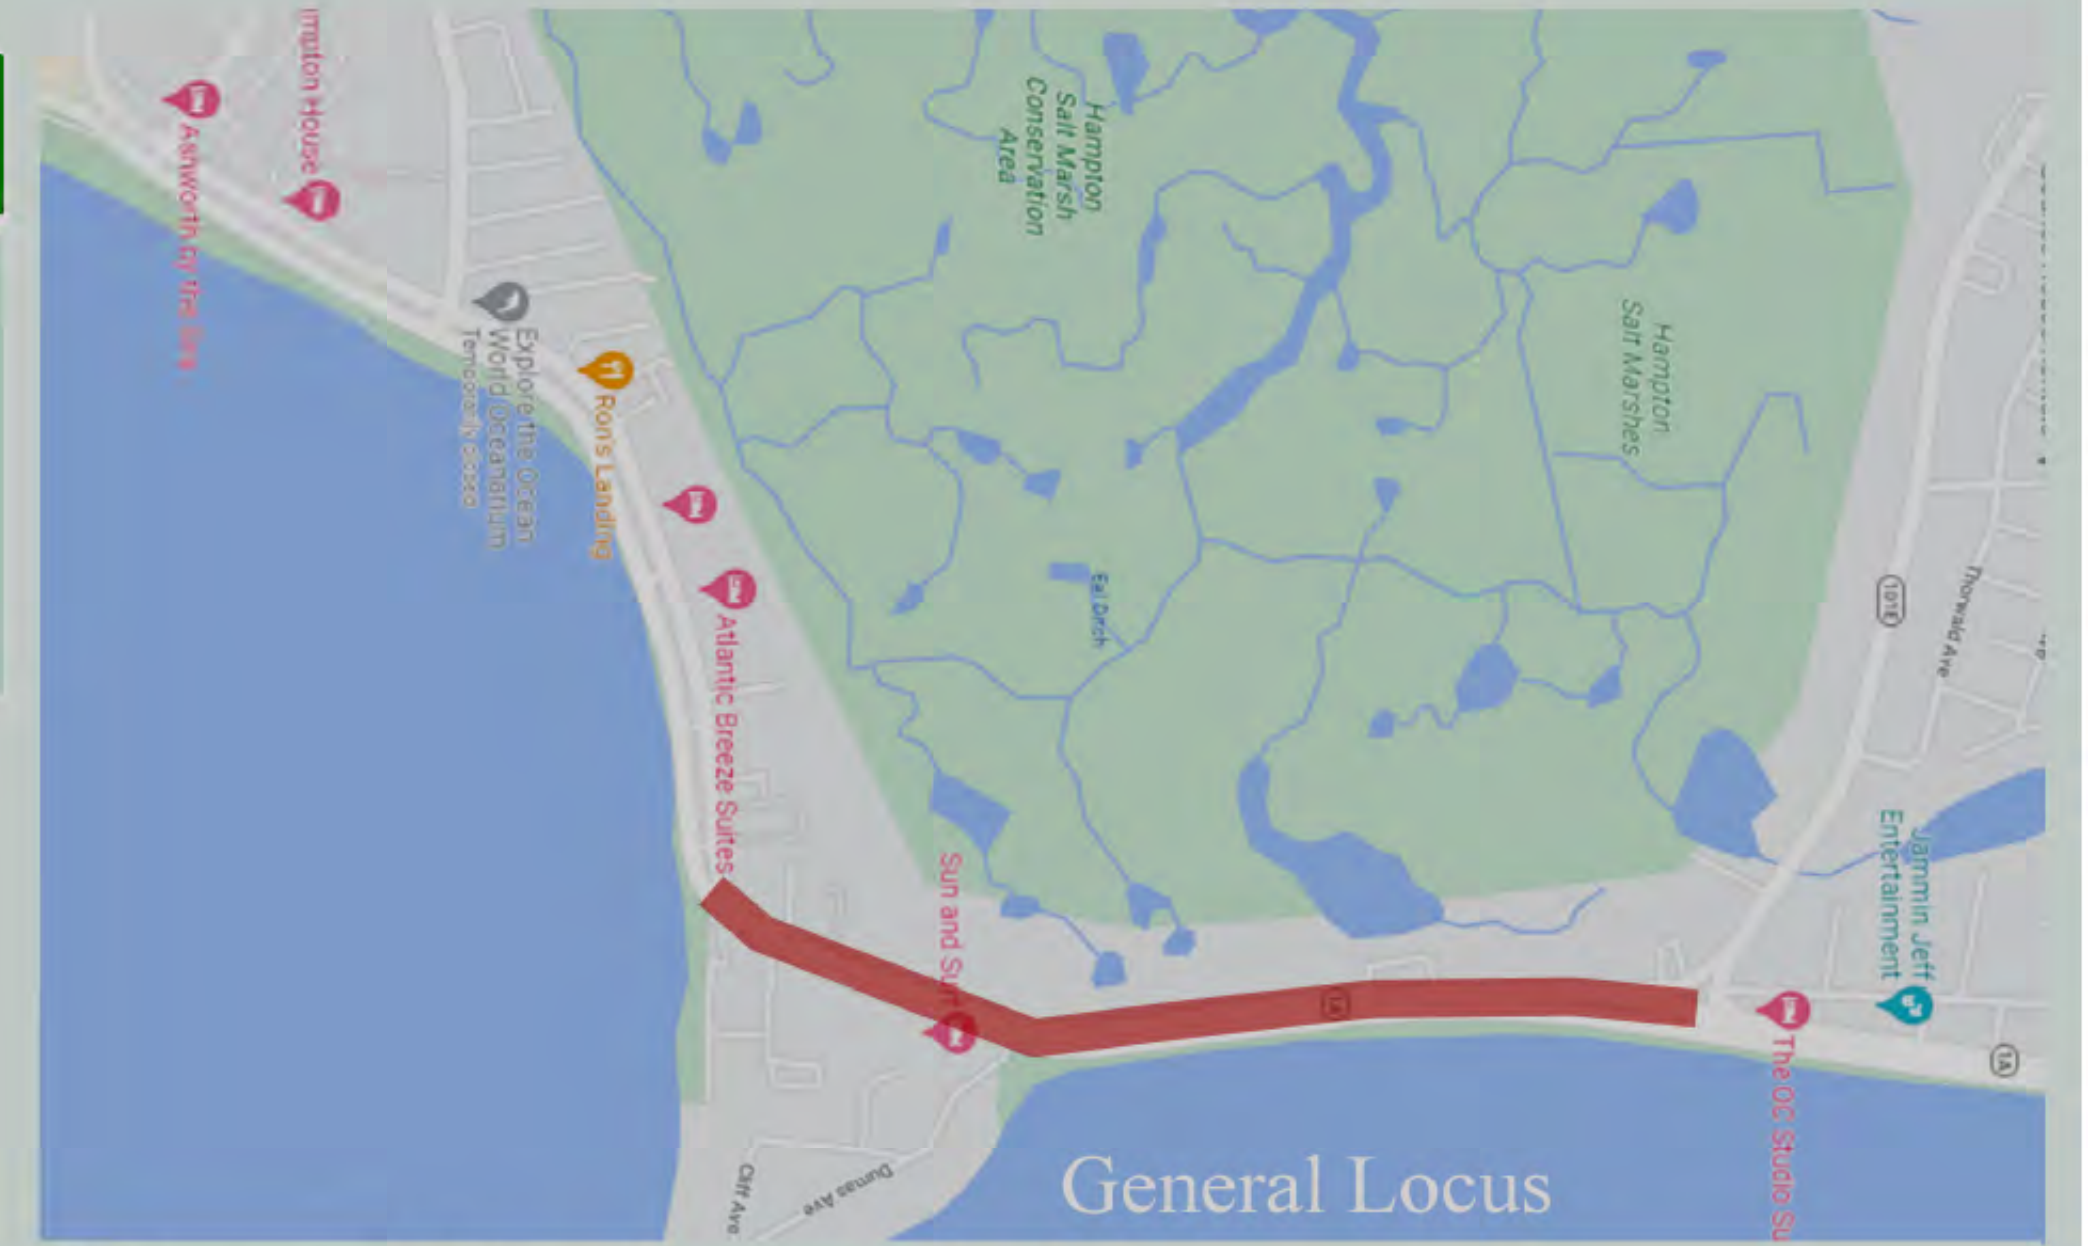 mpton House
Ashworth by the Sea
Explore the Ocean
World Oceanarium
Temporarily closed
Ron's Landing
Atlantic Breeze Suites
Sun and Surf
Hampton
Salt Marsh
Conservation
Area
Hampton
Salt Marshes
Eel Ditch
101E
Thorwald Ave
Jammin Jeff
Entertainment
1A
1A
The OC Studio Su
Cliff Ave
Dumas Ave
General Locus